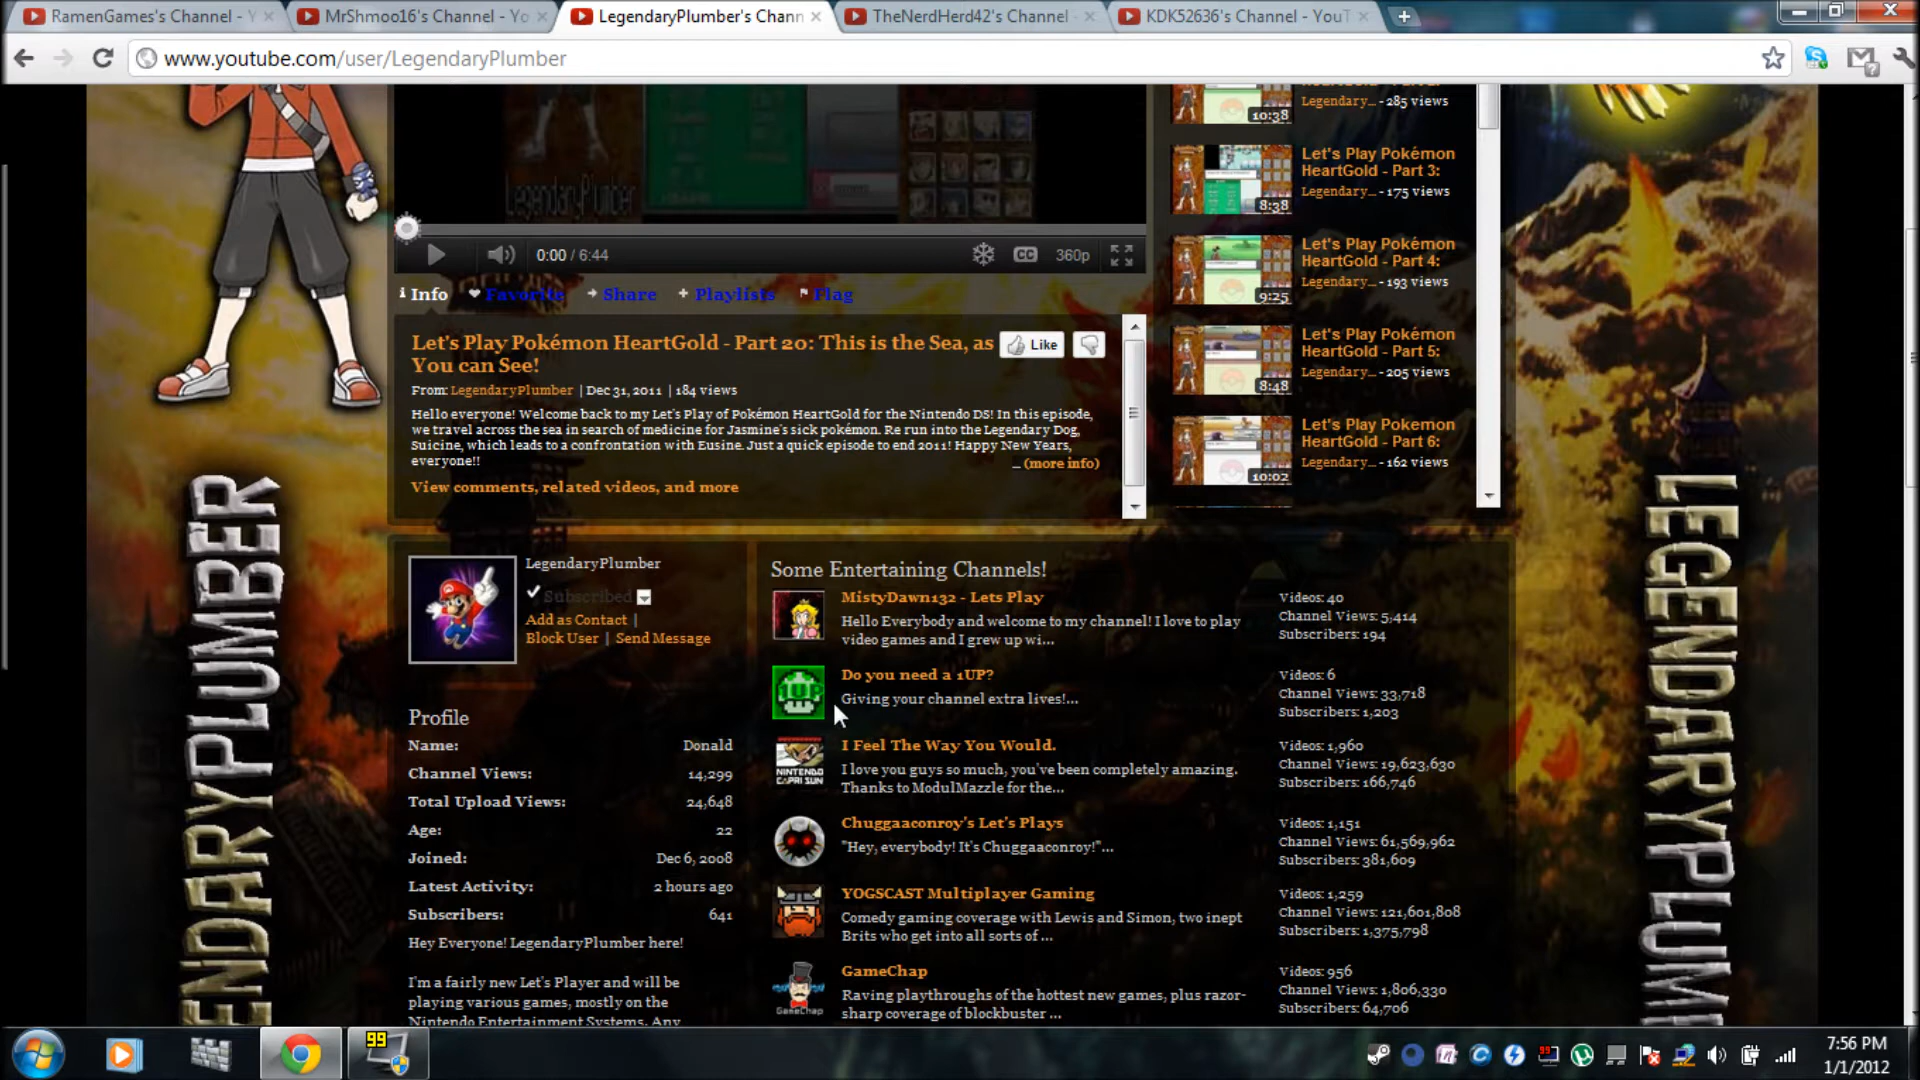 RamenGames's Channel - Y
MrShmoo16's Channel - Yo
LegendaryPlumber's Chann
TheNerdHerd42's Channel -
KDK52636's Channel - YouT
www.youtube.com/user/LegendaryPlumber
Legendary... - 285 views
10:38
Let's Play Pokémon
HeartGold - Part 3:
Legendary... - 175 views
8:38
Let's Play Pokémon
HeartGold - Part 4:
Legendary... - 193 views
9:25
Let's Play Pokémon
HeartGold - Part 5:
Legendary... - 205 views
8:48
Let's Play Pokémon
HeartGold - Part 6:
Legendary... - 162 views
10:02
LegendaryPlumber
0:00 / 6:44
CC
360p
Info
Favorite
Share
Playlists
Flag
Let's Play Pokémon HeartGold - Part 20: This is the Sea, as
You can See!
Like
From: LegendaryPlumber | Dec 31, 2011 | 184 views
Hello everyone! Welcome back to my Let's Play of Pokémon HeartGold for the Nintendo DS! In this episode,
we travel across the sea in search of medicine for Jasmine's sick pokémon. Re run into the Legendary Dog,
Suicine, which leads to a confrontation with Eusine. Just a quick episode to end 2011! Happy New Years,
everyone!!
... (more info)
View comments, related videos, and more
LEGENDARYPLUMBER
LEGENDARYPLUMBE
LegendaryPlumber
Subscribed
Add as Contact |
Block User | Send Message
Profile
Name: Donald
Channel Views: 14,299
Total Upload Views: 24,648
Age: 22
Joined: Dec 6, 2008
Latest Activity: 2 hours ago
Subscribers: 641
Hey Everyone! LegendaryPlumber here!
I'm a fairly new Let's Player and will be
playing various games, mostly on the
Nintendo Entertainment Systems. Any
Some Entertaining Channels!
MistyDawn132 - Lets Play
Hello Everybody and welcome to my channel! I love to play
video games and I grew up wi...
Videos: 40
Channel Views: 5,414
Subscribers: 194
1UP
Do you need a 1UP?
Giving your channel extra lives!...
Videos: 6
Channel Views: 33,718
Subscribers: 1,203
NINTENDO
CAPRI SUN
I Feel The Way You Would.
I love you guys so much, you've been completely amazing.
Thanks to ModulMazzle for the...
Videos: 1,960
Channel Views: 19,623,630
Subscribers: 166,746
Chuggaaconroy's Let's Plays
"Hey, everybody! It's Chuggaaconroy!"...
Videos: 1,151
Channel Views: 61,569,962
Subscribers: 381,609
YOGSCAST Multiplayer Gaming
Comedy gaming coverage with Lewis and Simon, two inept
Brits who get into all sorts of ...
Videos: 1,259
Channel Views: 121,601,808
Subscribers: 1,375,798
GameChap
GameChap
Raving playthroughs of the hottest new games, plus razor-
sharp coverage of blockbuster ...
Videos: 956
Channel Views: 1,806,330
Subscribers: 64,706
99
99
7:56 PM
1/1/2012